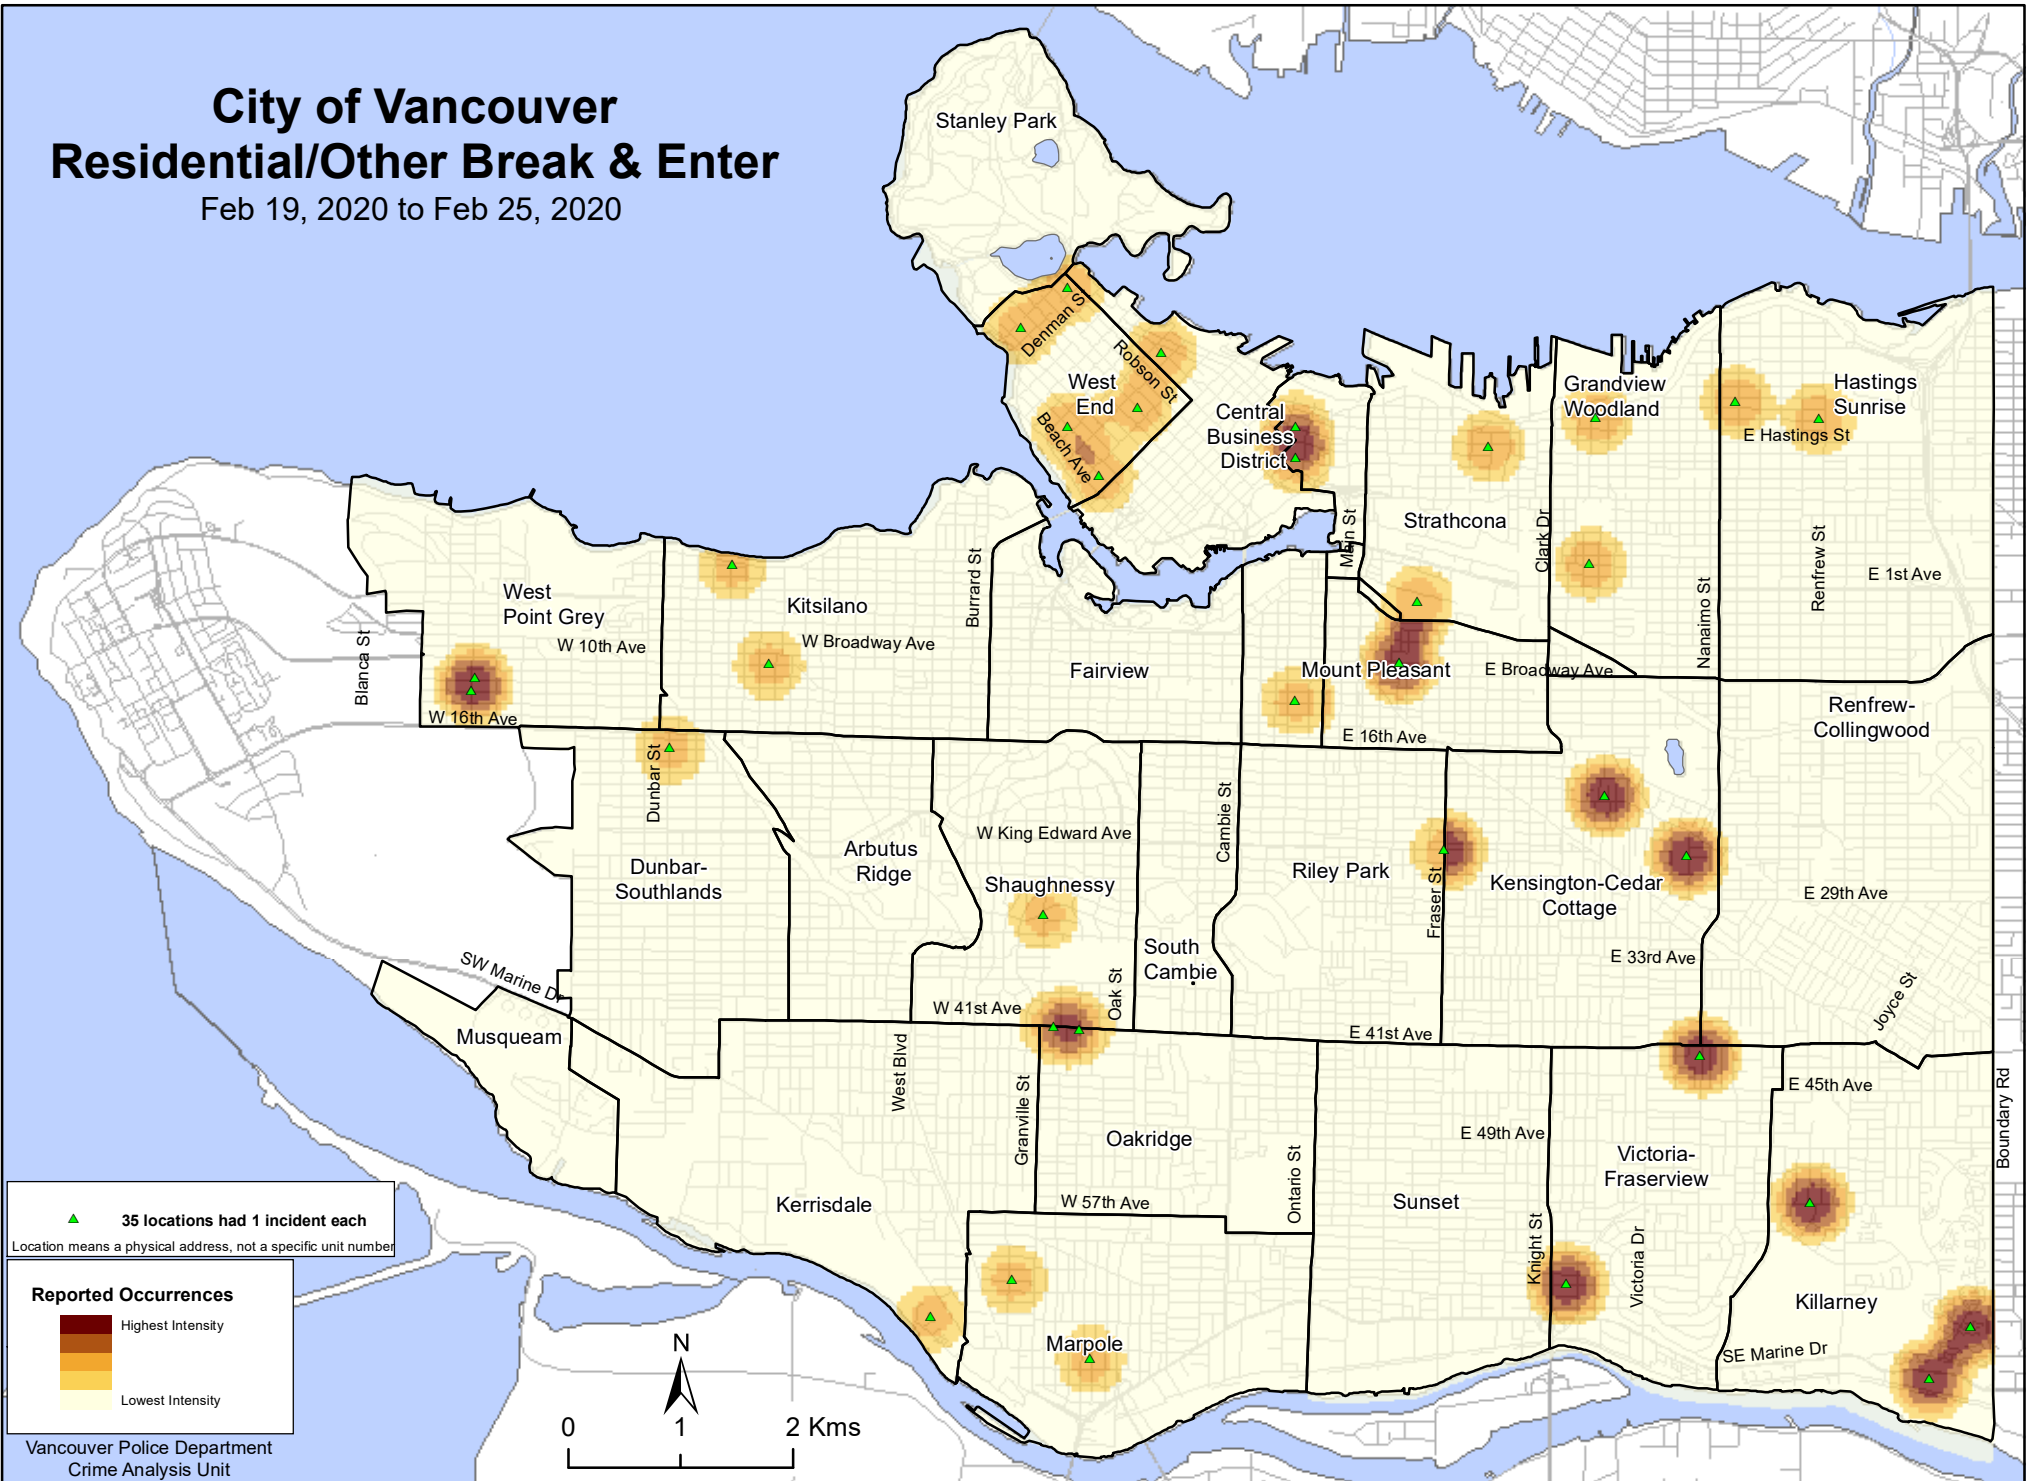 City of Vancouver
Residential/Other Break & Enter
Feb 19, 2020 to Feb 25, 2020
Stanley Park
Denman S
Robson St
West
End
Beach Ave
Central
Business
District
Grandview
Woodland
Hastings
Sunrise
E Hastings St
Strathcona
Main St
Clark Dr
Nanaimo St
Renfrew St
E 1st Ave
West
Point Grey
W 10th Ave
Blanca St
W 16th Ave
Kitsilano
W Broadway Ave
Burrard St
Fairview
Mount Pleasant
E Broadway Ave
E 16th Ave
Renfrew-
Collingwood
Dunbar St
Dunbar-
Southlands
Arbutus
Ridge
W King Edward Ave
Shaughnessy
Cambie St
Riley Park
Fraser St
Kensington-Cedar
Cottage
E 29th Ave
E 33rd Ave
South
Cambie
Oak St
W 41st Ave
E 41st Ave
Joyce St
SW Marine Dr
Musqueam
West Blvd
Granville St
Oakridge
Ontario St
E 49th Ave
E 45th Ave
Boundary Rd
Victoria-
Fraserview
Kerrisdale
W 57th Ave
Sunset
Knight St
Victoria Dr
Killarney
SE Marine Dr
Marpole
35 locations had 1 incident each
Location means a physical address, not a specific unit number
Reported Occurrences
Highest Intensity
Lowest Intensity
Vancouver Police Department
Crime Analysis Unit
N
0 1 2 Kms